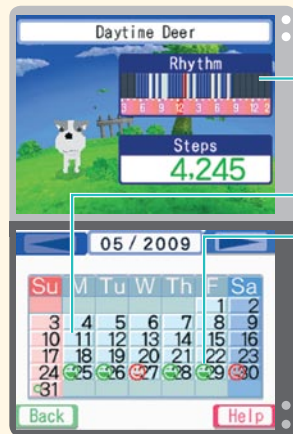 Daytime Deer
Rhythm
3 6 9 12 3 6 9 12 2
Steps
4,245
05 / 2009
Su M Tu W Th F Sa
1 2
3 4 5 6 7 8 9
10 11 12 13 14 15 16
17 18 19 20 21 22 23
24 25 26 27 28 29 30
31
Back Help